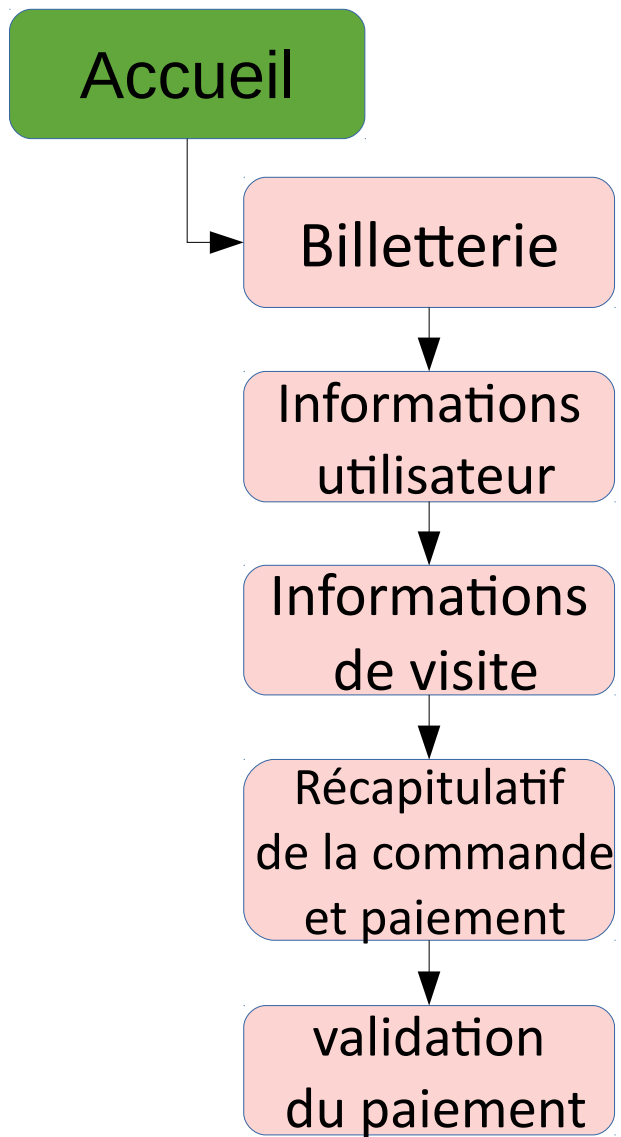 Accueil
Billetterie
Informations
utilisateur
Informations
de visite
Récapitulatif
de la commande
et paiement
validation
du paiement